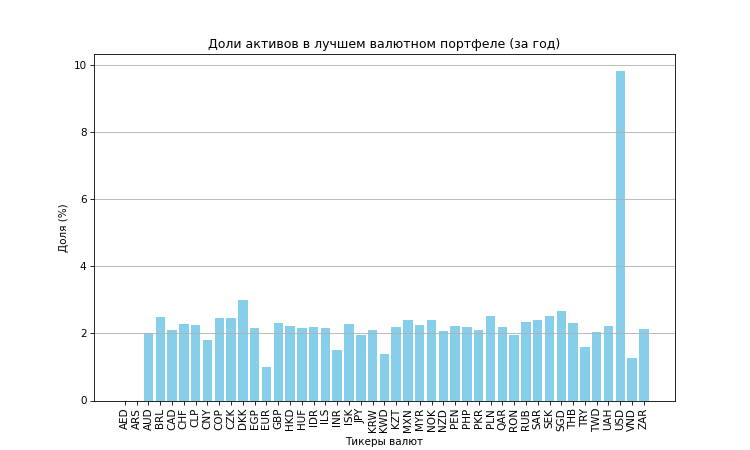 Доли активов в лучшем валютном портфеле (за год)
Доля (%)
10
8
6
4
2
0
AED ARS AUD BRL CAD CHF CLP CNY COP CZK DKK EGP EUR GBP HKD HUF IDR ILS INR ISK JPY KRW KWD KZT MXN MYR NOK NZD PEN PHP PKR PLN QAR RON RUB SAR SEK SGD THB TRY TWD UAH USD VND ZAR
Тикеры валют